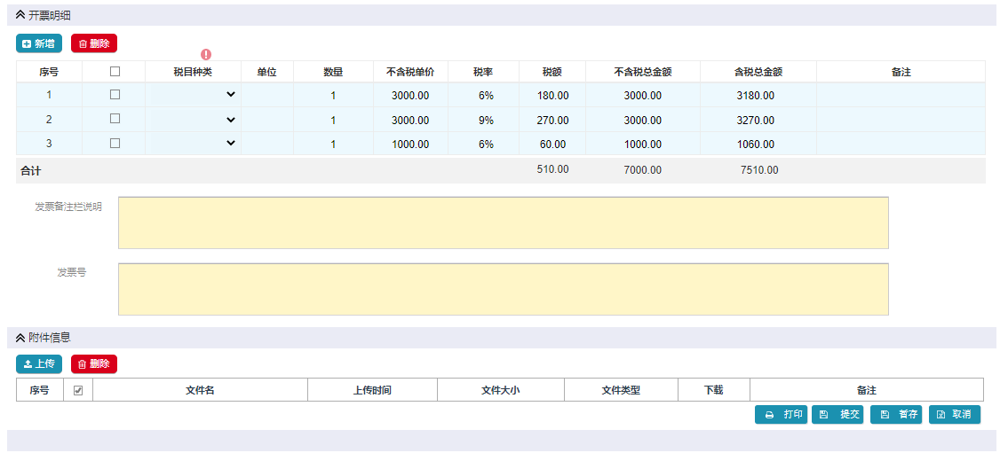 开票明细
新增 删除
序号 税目种类 单位 数量 不含税单价 税率 税额 不含税总金额 含税总金额 备注
1 1 3000.00 6% 180.00 3000.00 3180.00
2 1 3000.00 9% 270.00 3000.00 3270.00
3 1 1000.00 6% 60.00 1000.00 1060.00
合计 510.00 7000.00 7510.00
发票备注栏说明
发票号
附件信息
上传 删除
序号 文件名 上传时间 文件大小 文件类型 下载 备注
打印 提交 暂存 取消